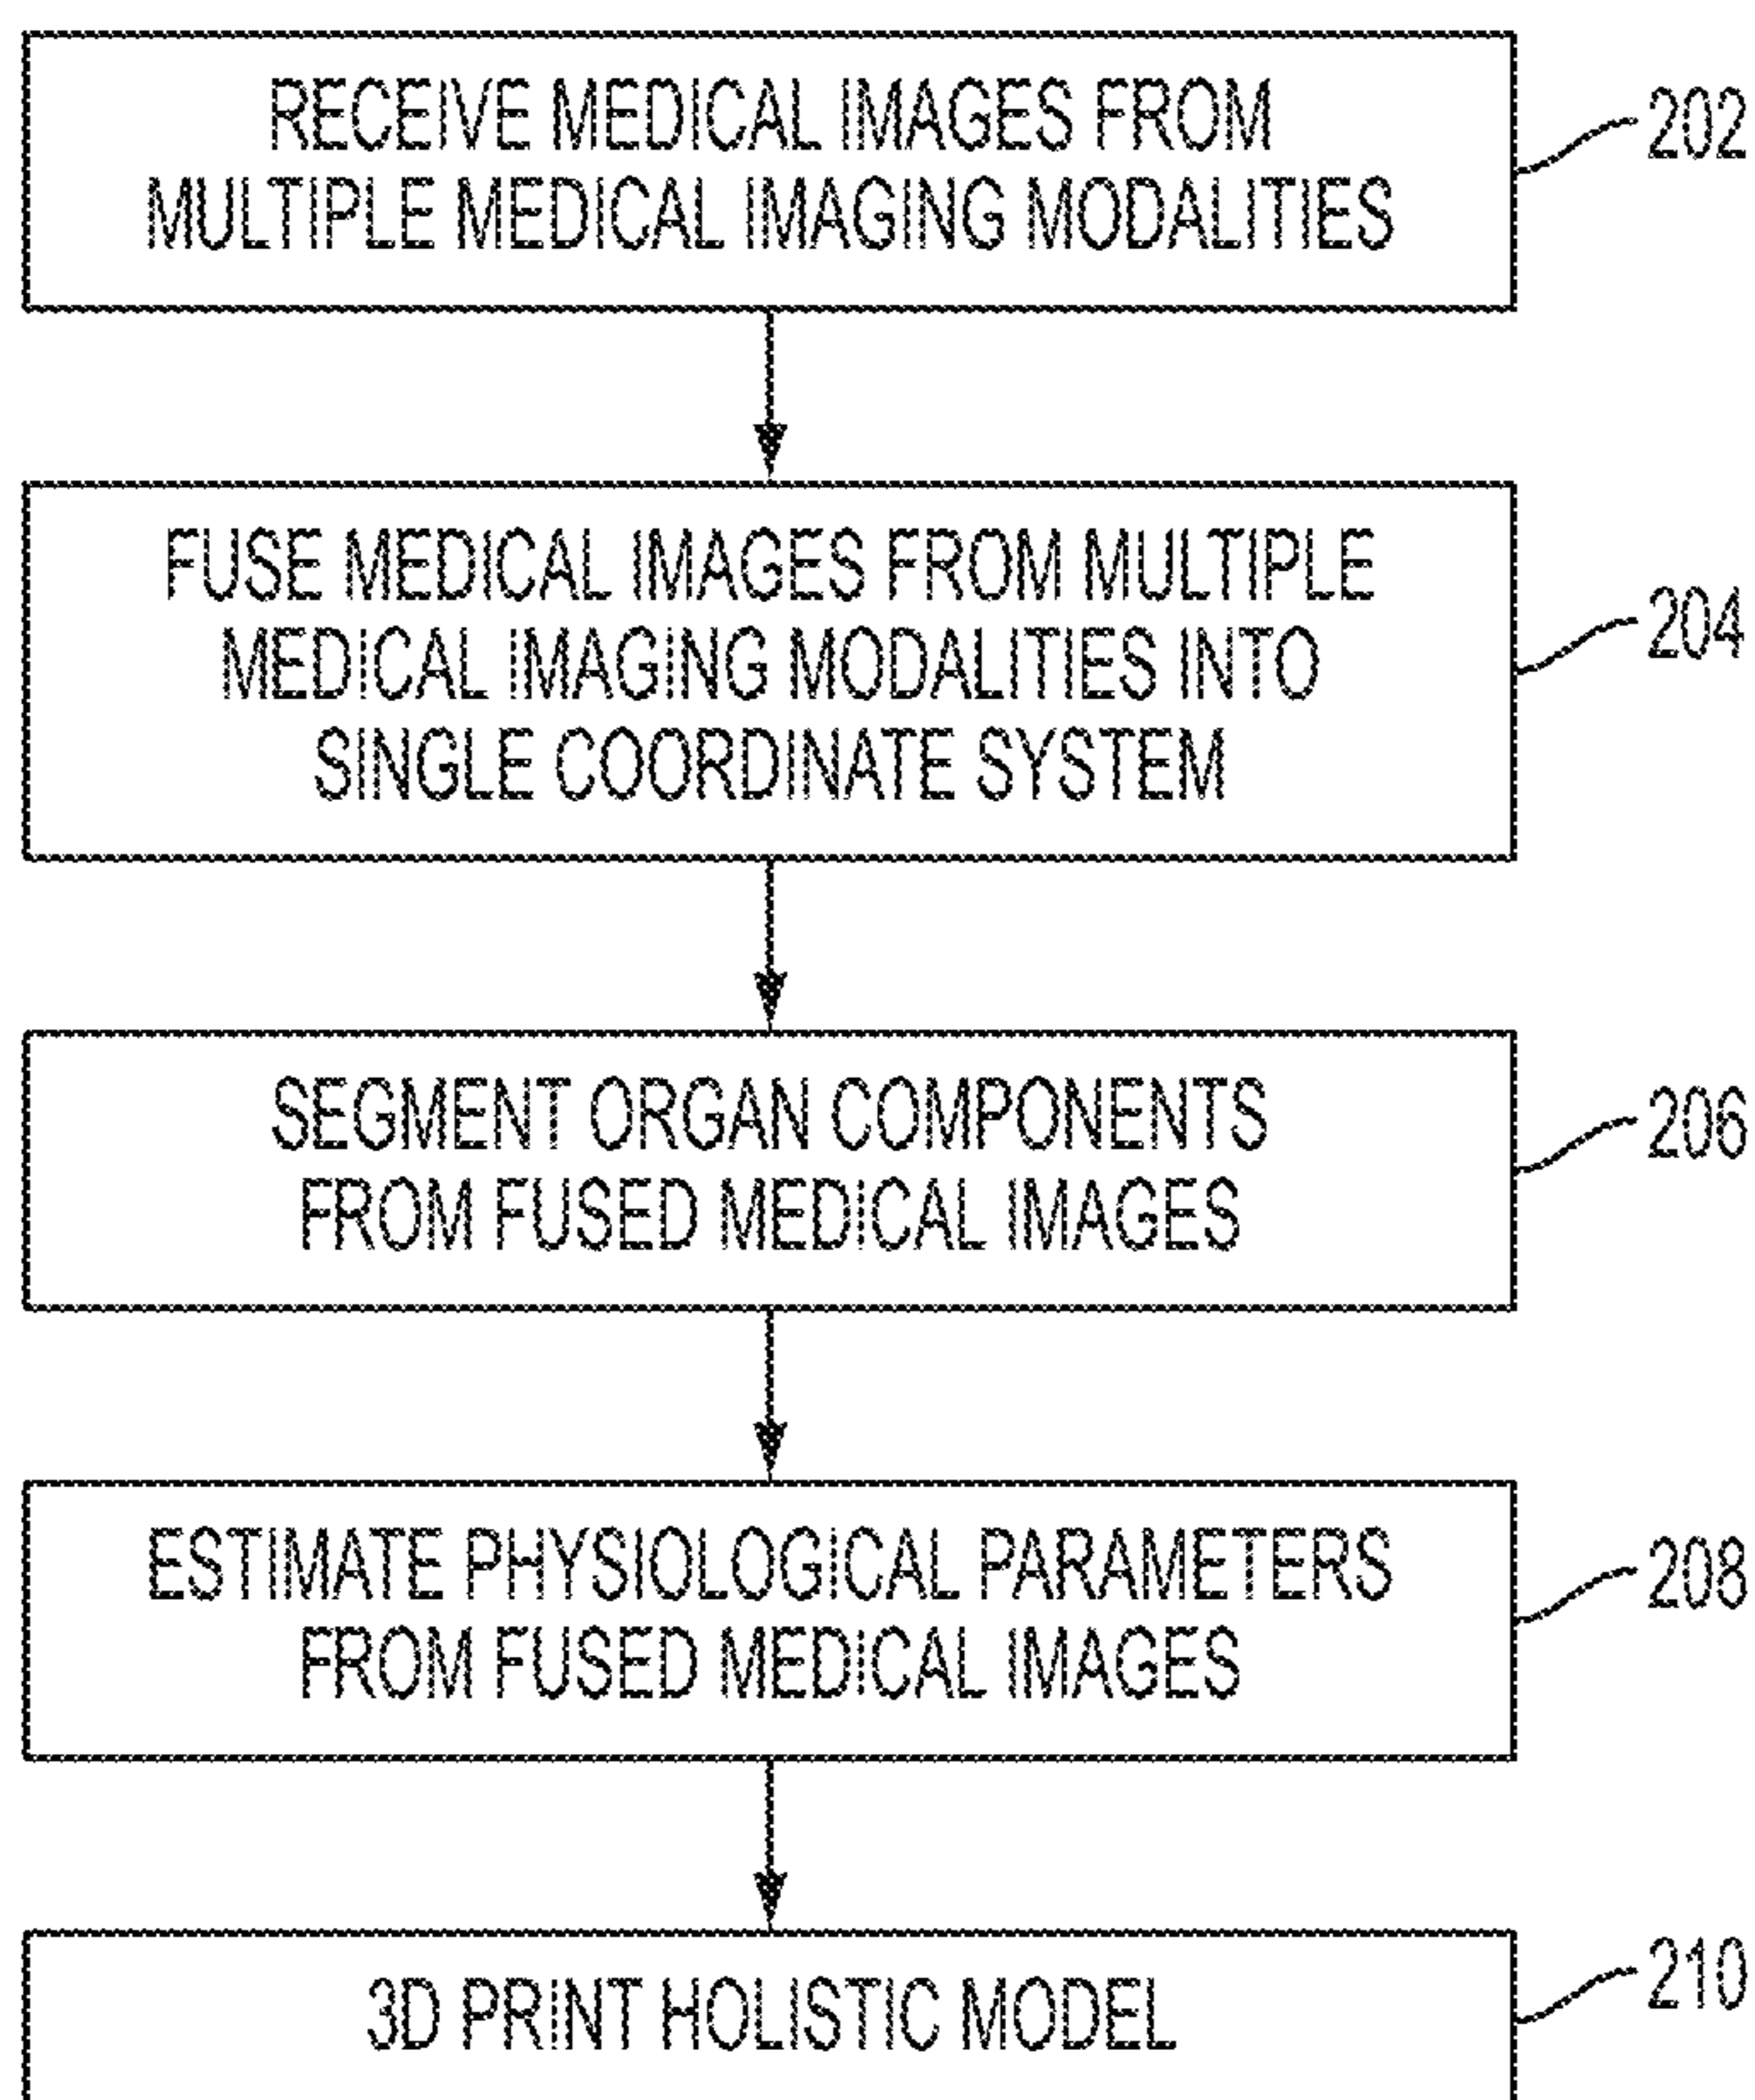 RECEIVE MEDICAL IMAGES FROM
MULTIPLE MEDICAL IMAGING MODALITIES
202
FUSE MEDICAL IMAGES FROM MULTIPLE
MEDICAL IMAGING MODALITIES INTO
SINGLE COORDINATE SYSTEM
204
SEGMENT ORGAN COMPONENTS
FROM FUSED MEDICAL IMAGES
206
ESTIMATE PHYSIOLOGICAL PARAMETERS
FROM FUSED MEDICAL IMAGES
208
3D PRINT HOLISTIC MODEL
210